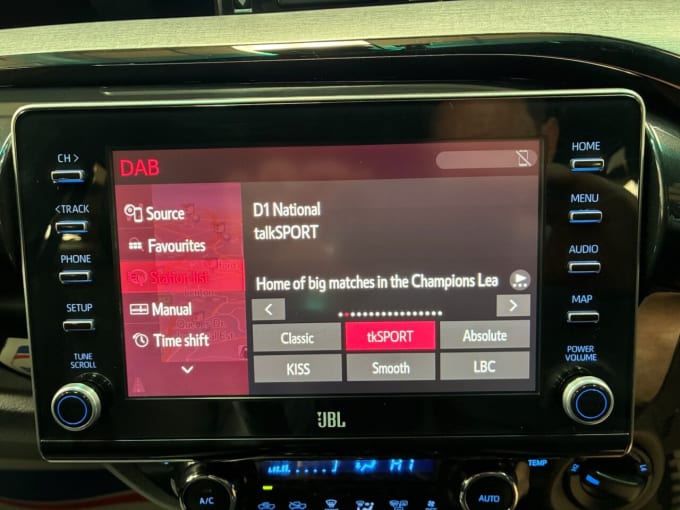 CH >
< TRACK
PHONE
SETUP
TUNE
SCROLL
DAB
Source
Favourites
Station list
Manual
Time shift
D1 National
talkSPORT
Home of big matches in the Champions Lea
Classic
tkSPORT
Absolute
KISS
Smooth
LBC
HOME
MENU
AUDIO
MAP
POWER
VOLUME
JBL
A/C
AUTO
TEMP